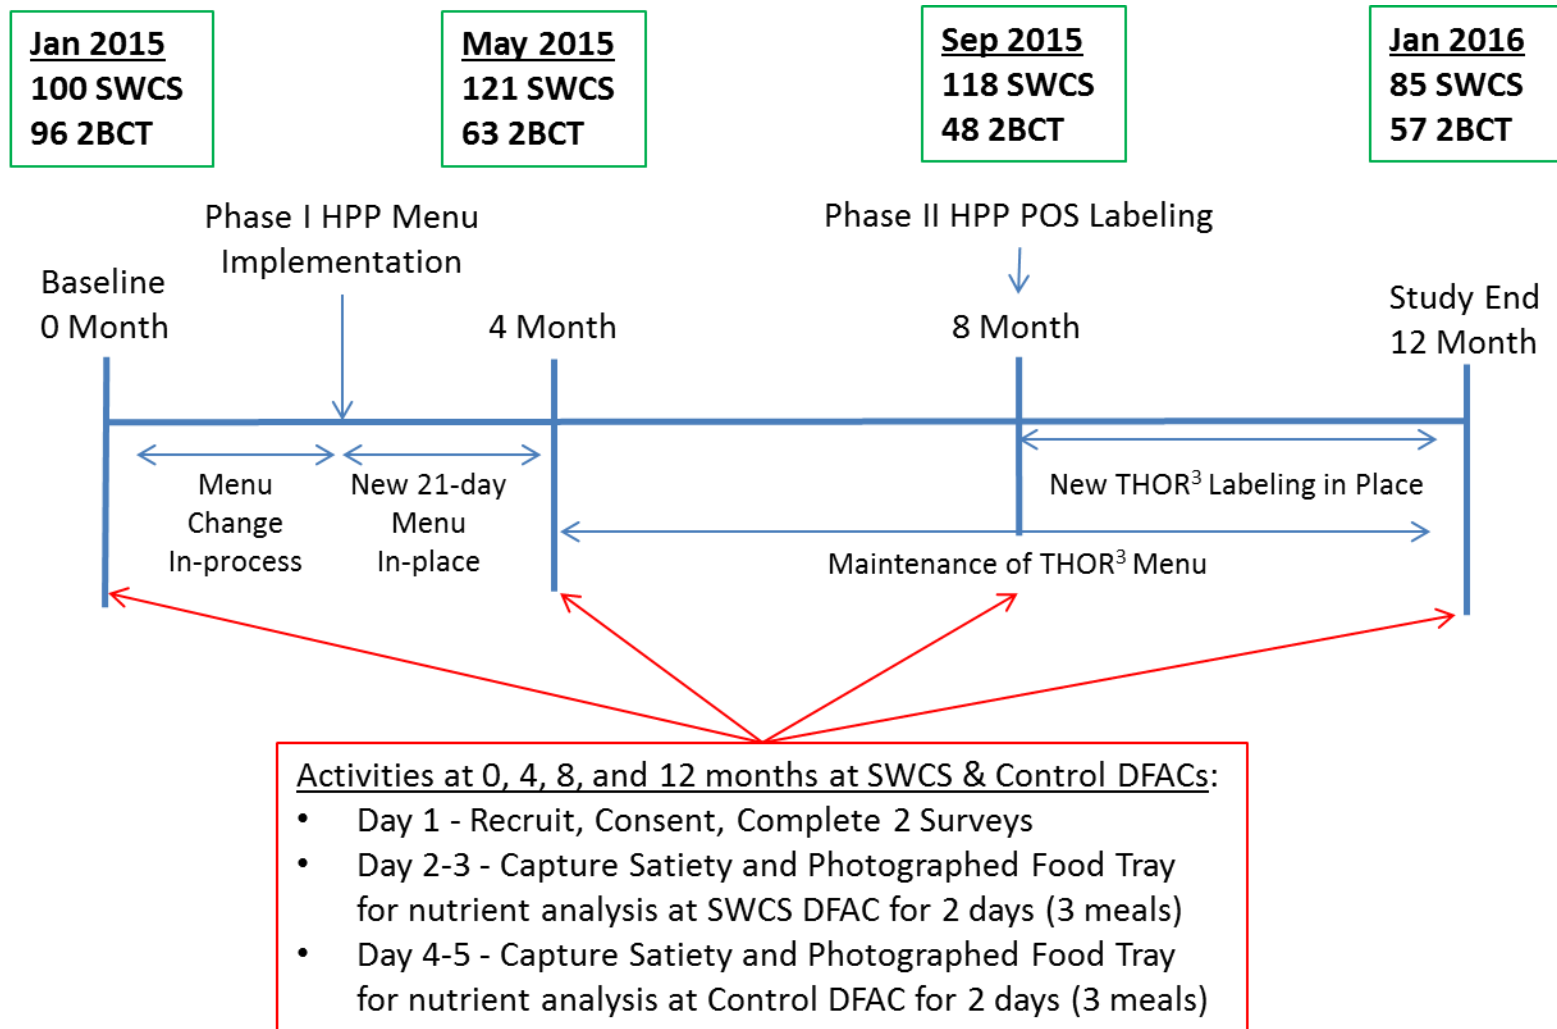 Jan 2015
100 SWCS
96 2BCT
May 2015
121 SWCS
63 2BCT
Sep 2015
118 SWCS
48 2BCT
Jan 2016
85 SWCS
57 2BCT
Phase I HPP Menu
Implementation
Phase II HPP POS Labeling
Baseline
0 Month
4 Month
8 Month
Study End
12 Month
Menu
Change
In-process
New 21-day
Menu
In-place
New THOR³ Labeling in Place
Maintenance of THOR³ Menu
Activities at 0, 4, 8, and 12 months at SWCS & Control DFACs:
• Day 1 - Recruit, Consent, Complete 2 Surveys
• Day 2-3 - Capture Satiety and Photographed Food Tray
for nutrient analysis at SWCS DFAC for 2 days (3 meals)
• Day 4-5 - Capture Satiety and Photographed Food Tray
for nutrient analysis at Control DFAC for 2 days (3 meals)